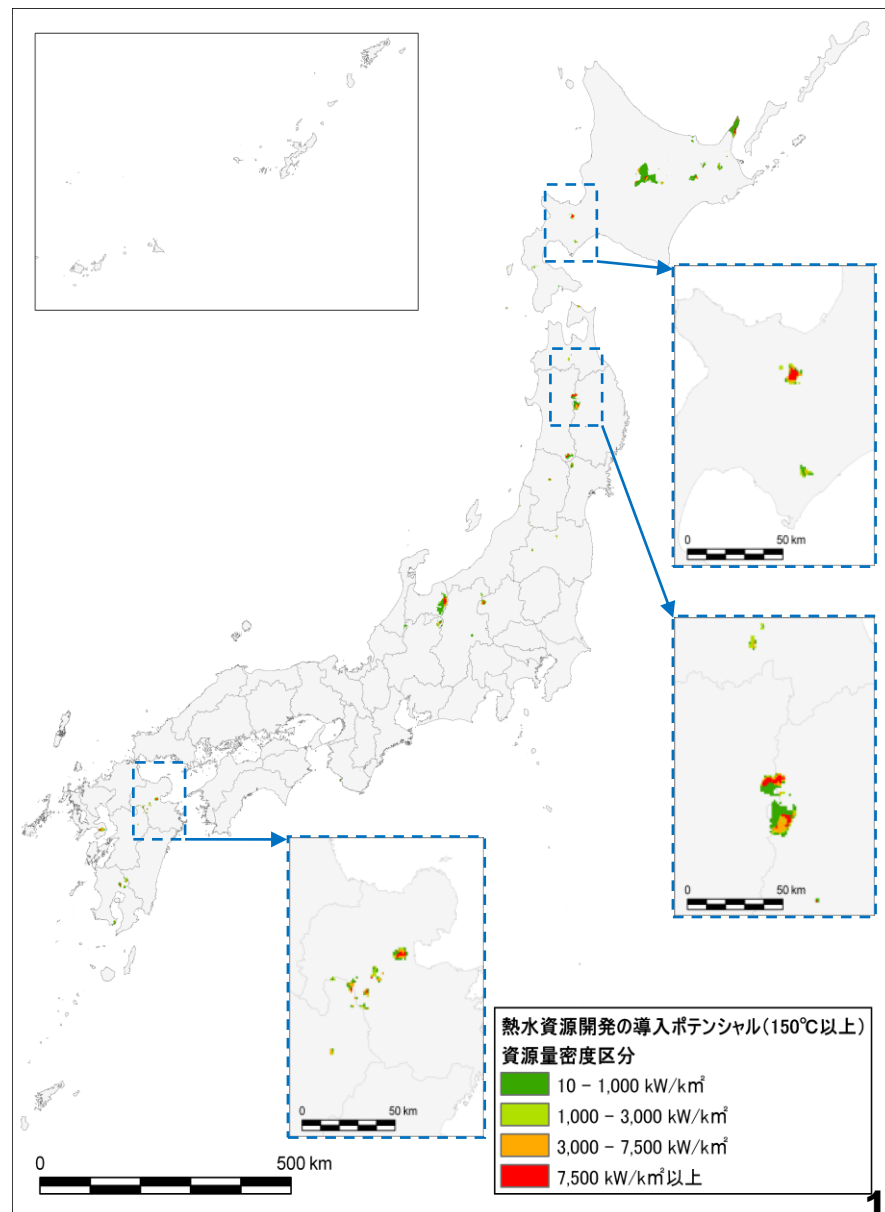 0 50 km
0 50 km
0 50 km
熱水資源開発の導入ポテンシャル(150℃以上)
資源量密度区分
10 − 1,000 kW/k㎡
1,000 − 3,000 kW/k㎡
3,000 − 7,500 kW/k㎡
7,500 kW/k㎡以上
0 500 km
1